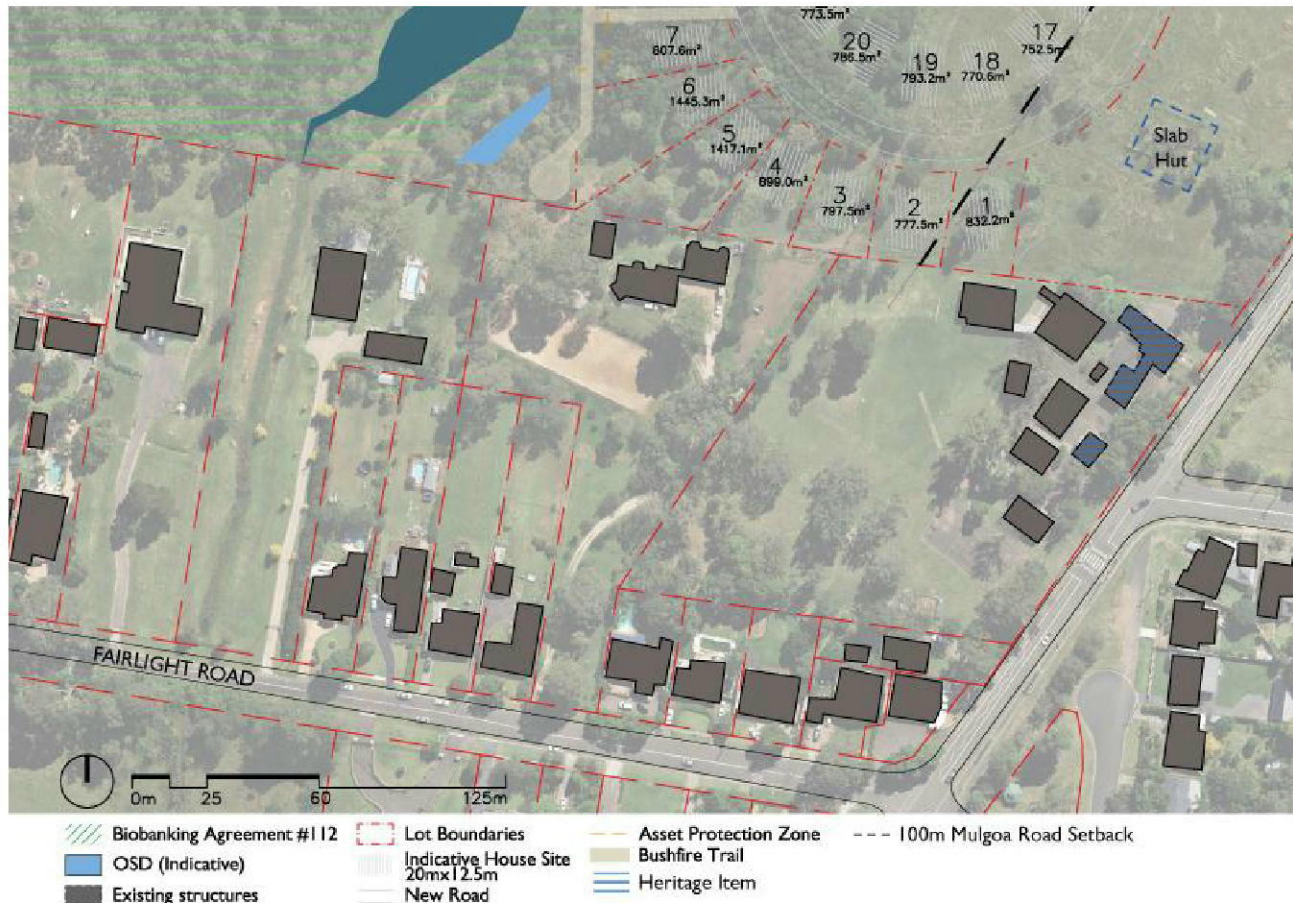 773.5m²
17
752.5m²
7
607.6m²
20
786.5m²
19
793.2m²
18
770.6m²
6
1445.3m²
5
1417.1m²
4
899.0m²
3
797.5m²
2
777.5m²
1
832.2m²
Slab
Hut
FAIRLIGHT ROAD
0m 25 60 125m
Biobanking Agreement #112
OSD (Indicative)
Existing structures
Lot Boundaries
Indicative House Site
20mx12.5m
New Road
Asset Protection Zone
Bushfire Trail
Heritage Item
100m Mulgoa Road Setback